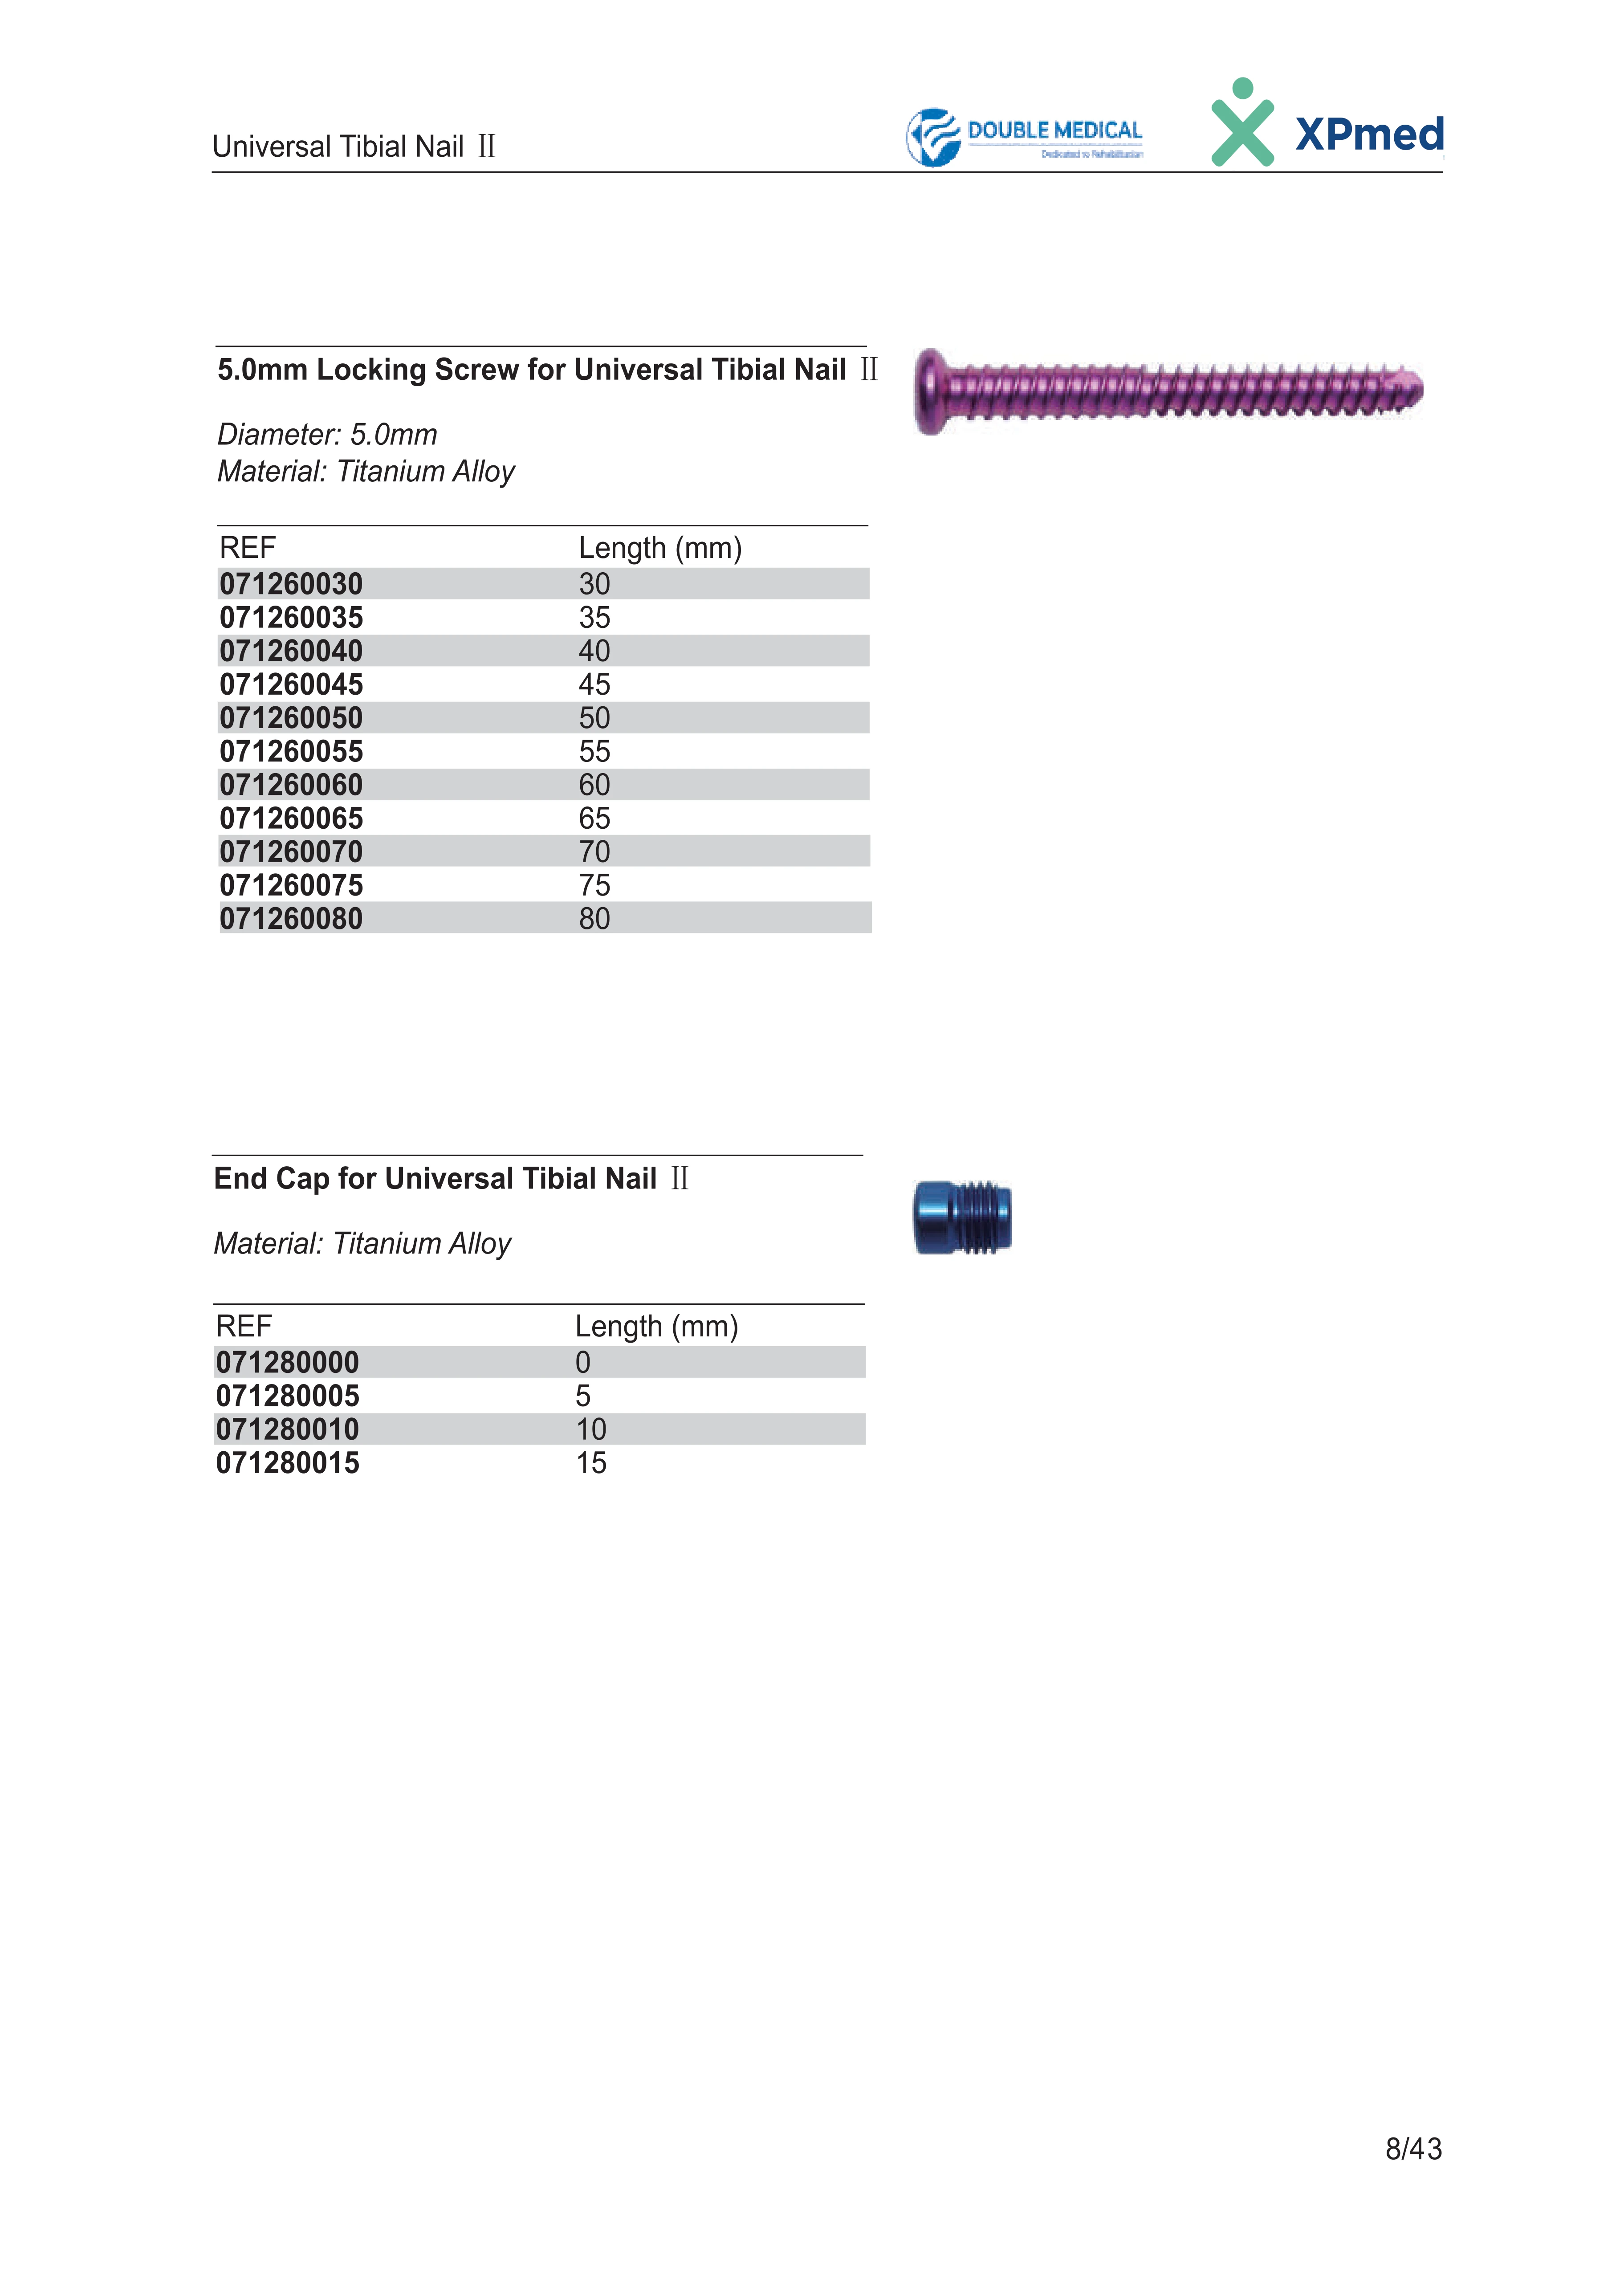 Universal Tibial Nail Ⅱ
DOUBLE MEDICAL
Dedicated to Rehabilitation
XPmed
5.0mm Locking Screw for Universal Tibial Nail Ⅱ
Diameter: 5.0mm
Material: Titanium Alloy
REF Length (mm)
071260030 30
071260035 35
071260040 40
071260045 45
071260050 50
071260055 55
071260060 60
071260065 65
071260070 70
071260075 75
071260080 80
End Cap for Universal Tibial Nail Ⅱ
Material: Titanium Alloy
REF Length (mm)
071280000 0
071280005 5
071280010 10
071280015 15
8/43